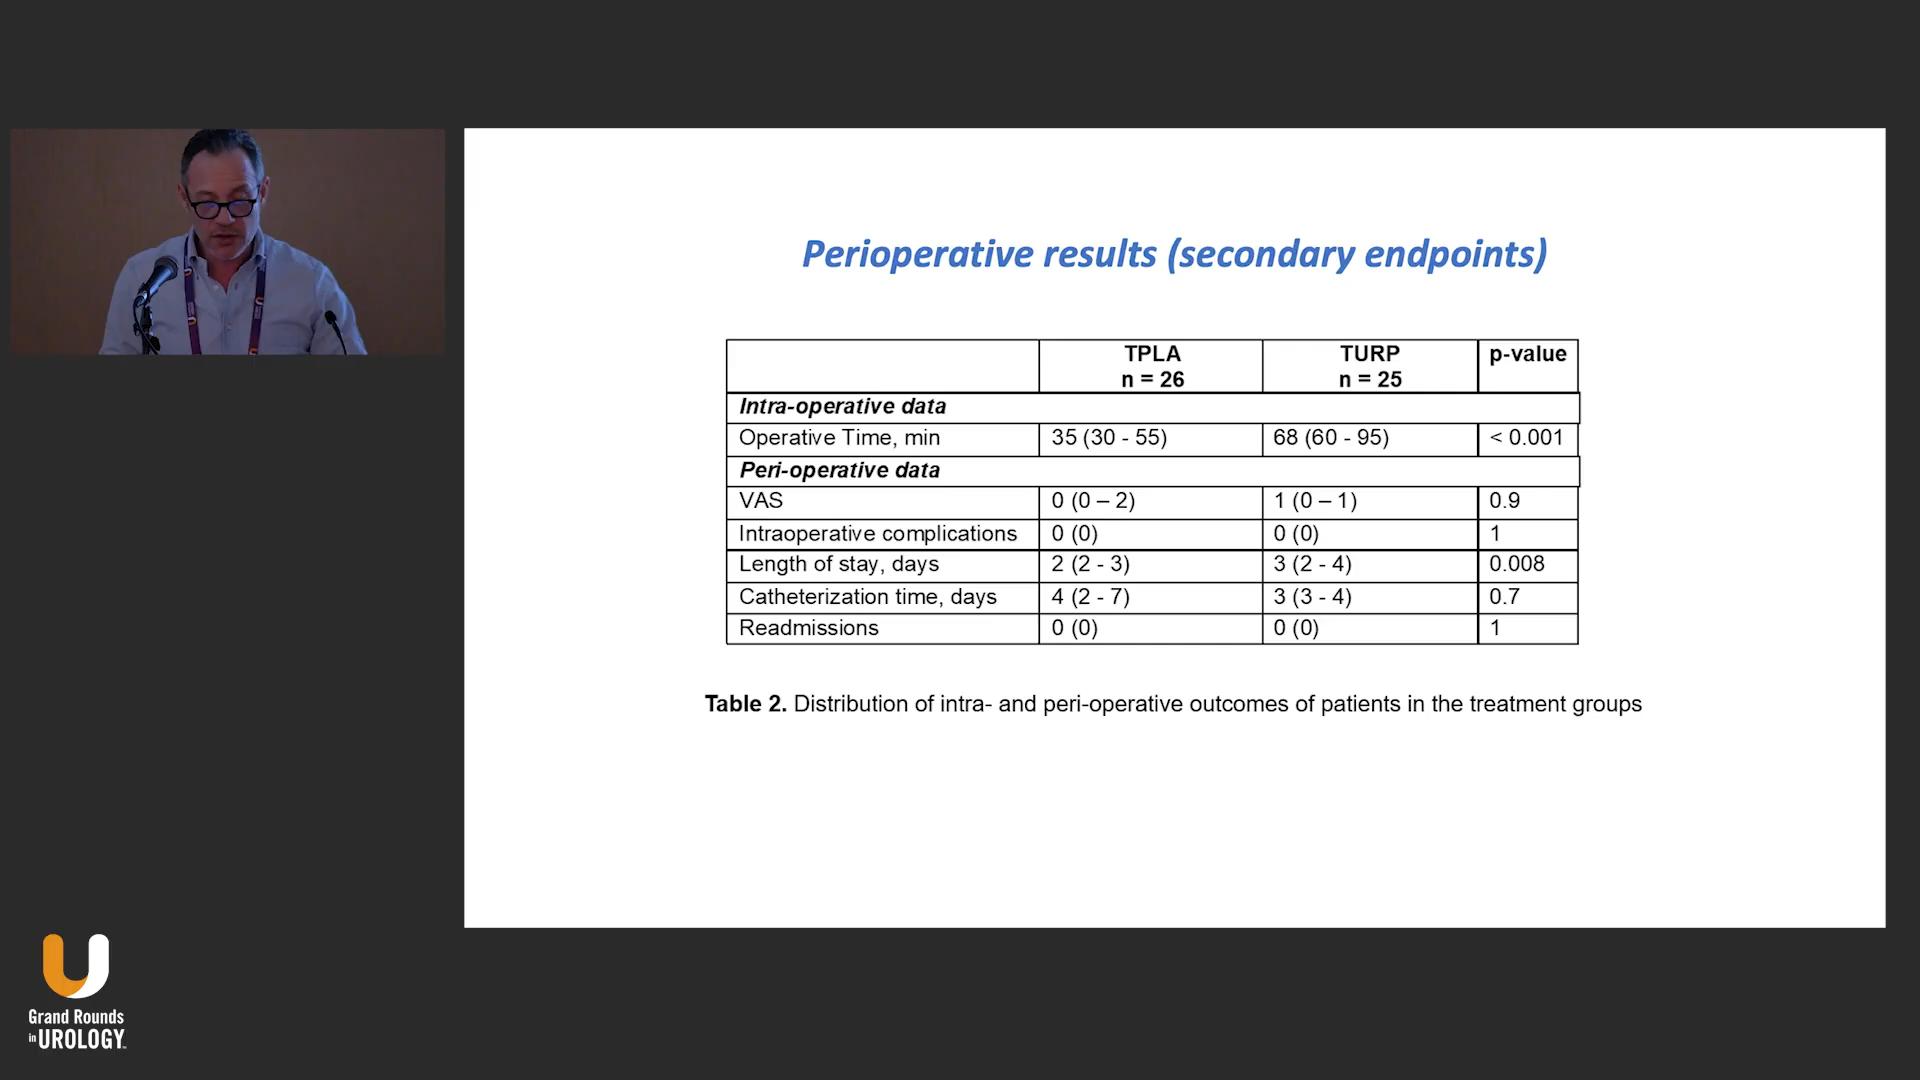 Perioperative results (secondary endpoints)
TPLA n = 26 TURP n = 25 p-value
Intra-operative data
Operative Time, min 35 (30 - 55) 68 (60 - 95) < 0.001
Peri-operative data
VAS 0 (0 – 2) 1 (0 – 1) 0.9
Intraoperative complications 0 (0) 0 (0) 1
Length of stay, days 2 (2 - 3) 3 (2 - 4) 0.008
Catheterization time, days 4 (2 - 7) 3 (3 - 4) 0.7
Readmissions 0 (0) 0 (0) 1
Table 2. Distribution of intra- and peri-operative outcomes of patients in the treatment groups
Grand Rounds
in UROLOGY